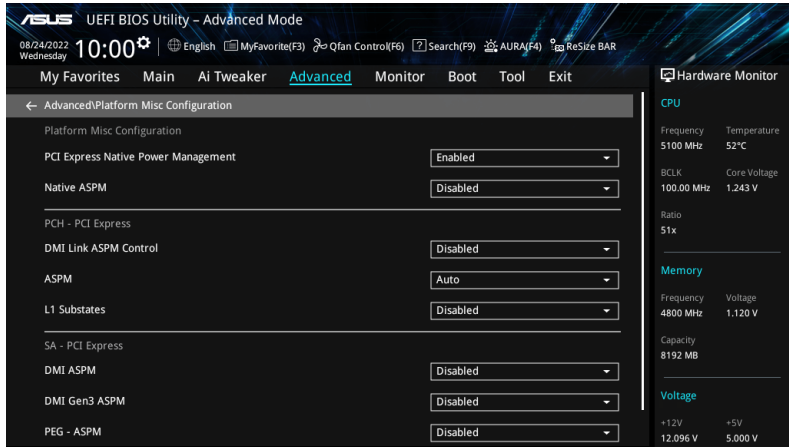 ASUS UEFI BIOS Utility – Advanced Mode
08/24/2022 Wednesday 10:00 English MyFavorite(F3) Qfan Control(F6) ? Search(F9) AURA(F4) ReSize BAR
My Favorites Main Ai Tweaker Advanced Monitor Boot Tool Exit
← Advanced\Platform Misc Configuration
Platform Misc Configuration
PCI Express Native Power Management Enabled
Native ASPM Disabled
PCH - PCI Express
DMI Link ASPM Control Disabled
ASPM Auto
L1 Substates Disabled
SA - PCI Express
DMI ASPM Disabled
DMI Gen3 ASPM Disabled
PEG - ASPM Disabled
Hardware Monitor
CPU
Frequency Temperature
5100 MHz 52°C
BCLK Core Voltage
100.00 MHz 1.243 V
Ratio
51x
Memory
Frequency Voltage
4800 MHz 1.120 V
Capacity
8192 MB
Voltage
+12V +5V
12.096 V 5.000 V